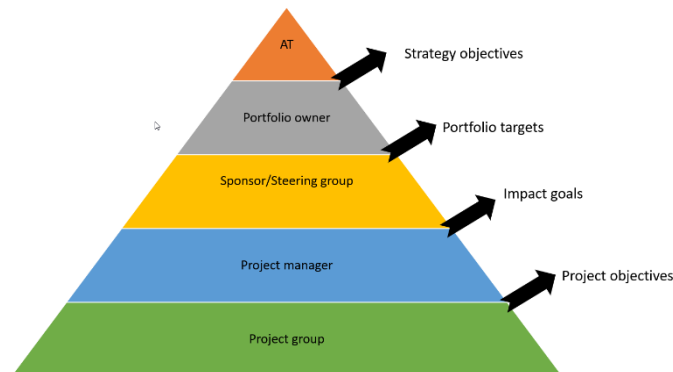 AT
Strategy objectives
Portfolio owner
Portfolio targets
Sponsor/Steering group
Impact goals
Project manager
Project objectives
Project group